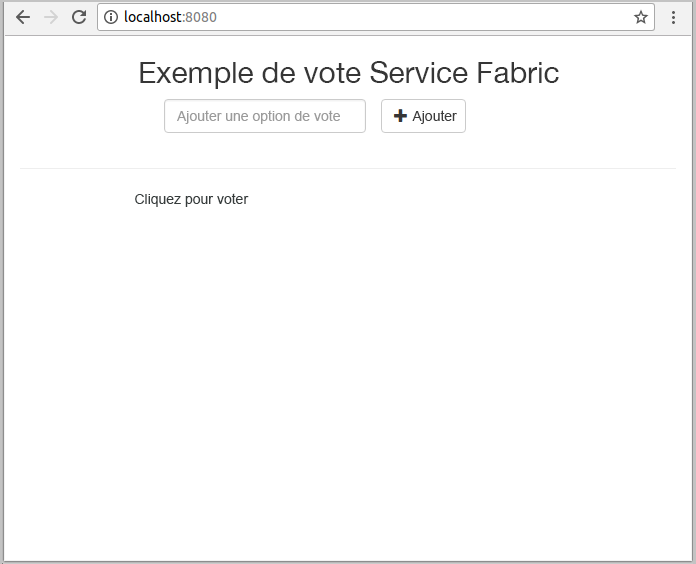 localhost:8080
Exemple de vote Service Fabric
Ajouter une option de vote
Ajouter
Cliquez pour voter